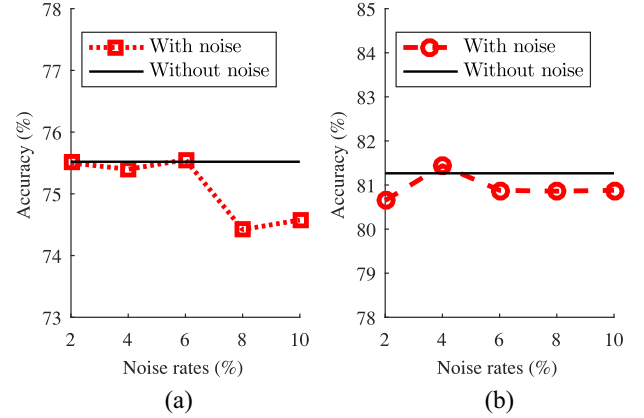 78
77
76
75
74
73
Accuracy (%)
With noise
Without noise
2 4 6 8 10
Noise rates (%)
(a)
85
84
83
82
81
80
79
78
Accuracy (%)
With noise
Without noise
2 4 6 8 10
Noise rates (%)
(b)